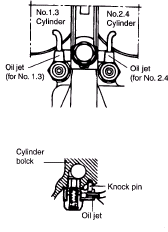 No.1.3
Cylinder
No.2.4
Cylinder
Oil jet
(for No. 1.3)
Oil jet
(for No. 2.4
Cylinder
bolck
Knock pin
Oil jet